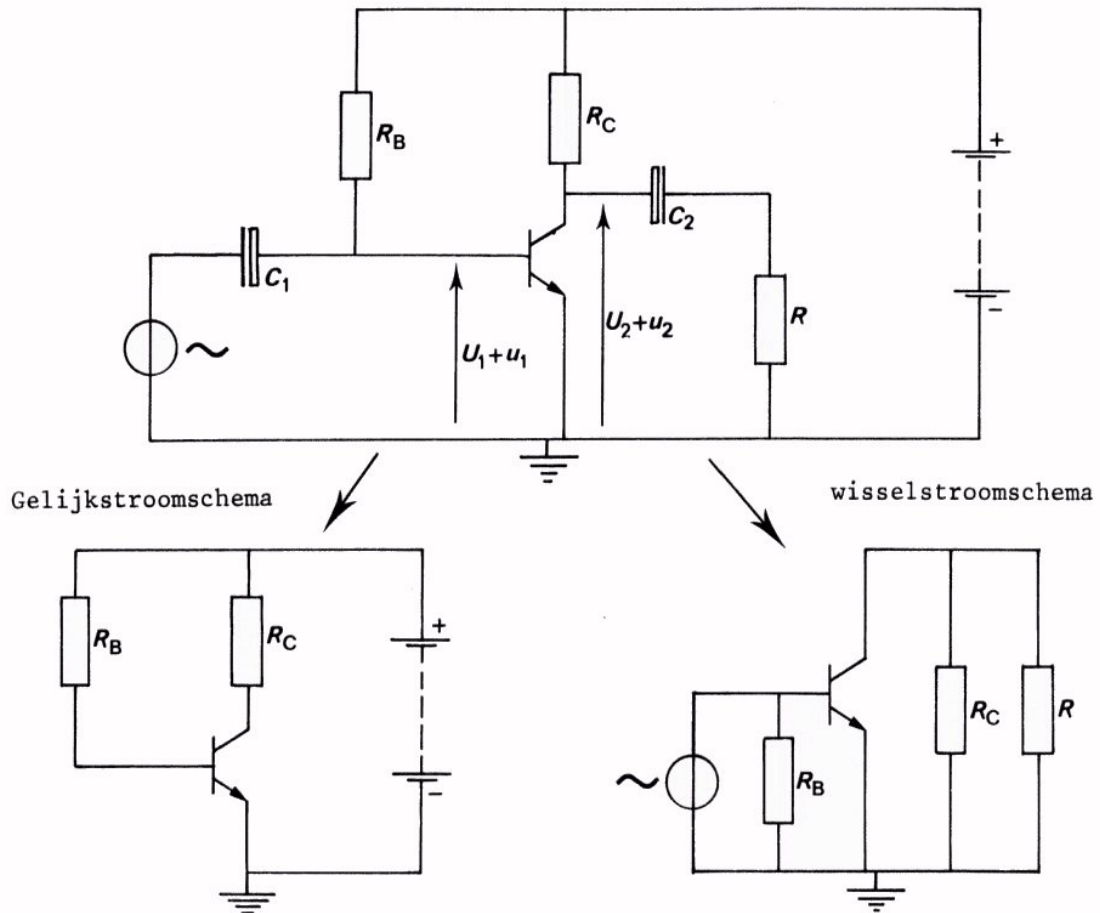 R_B
R_C
+
C_2
C_1
U_2+u_2
R
−
∼
U_1+u_1
Gelijkstroomschema
wisselstroomschema
R_B
R_C
+
−
R_C
R
∼
R_B